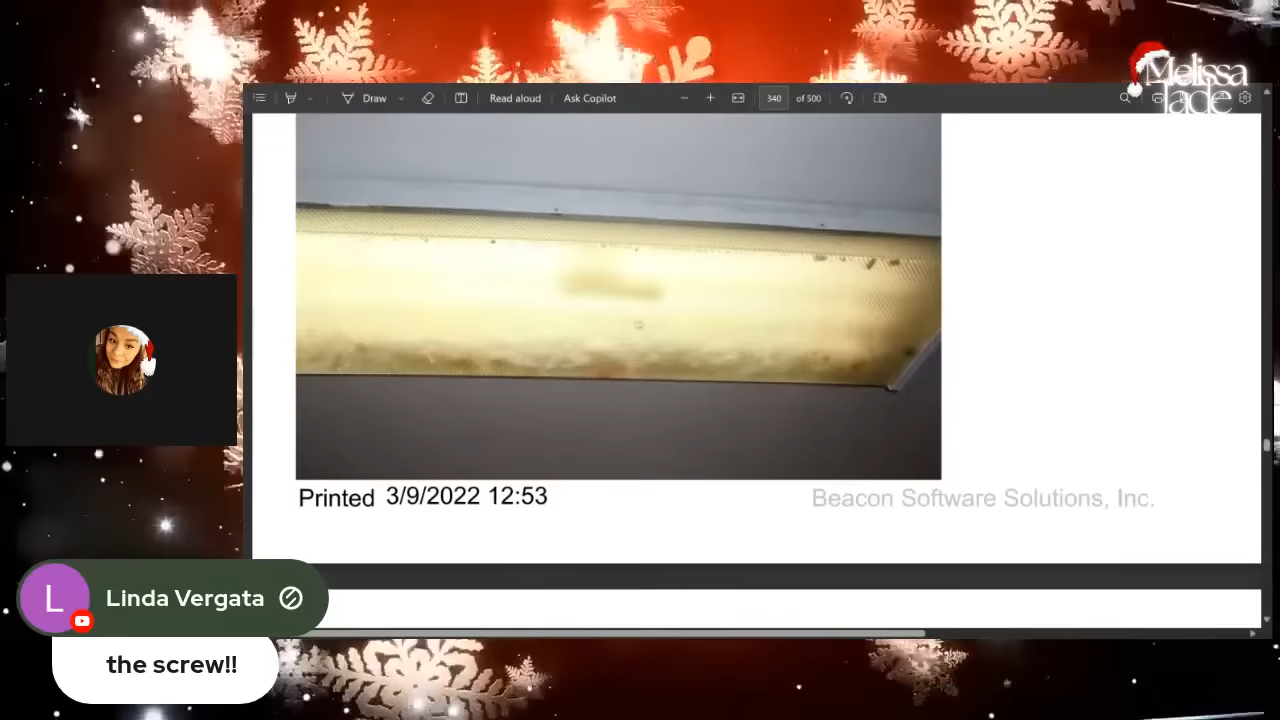 Melissa
Jade
Draw
Read aloud
Ask Copilot
340
of 500
Printed 3/9/2022 12:53
Beacon Software Solutions, Inc.
L
Linda Vergata
the screw!!